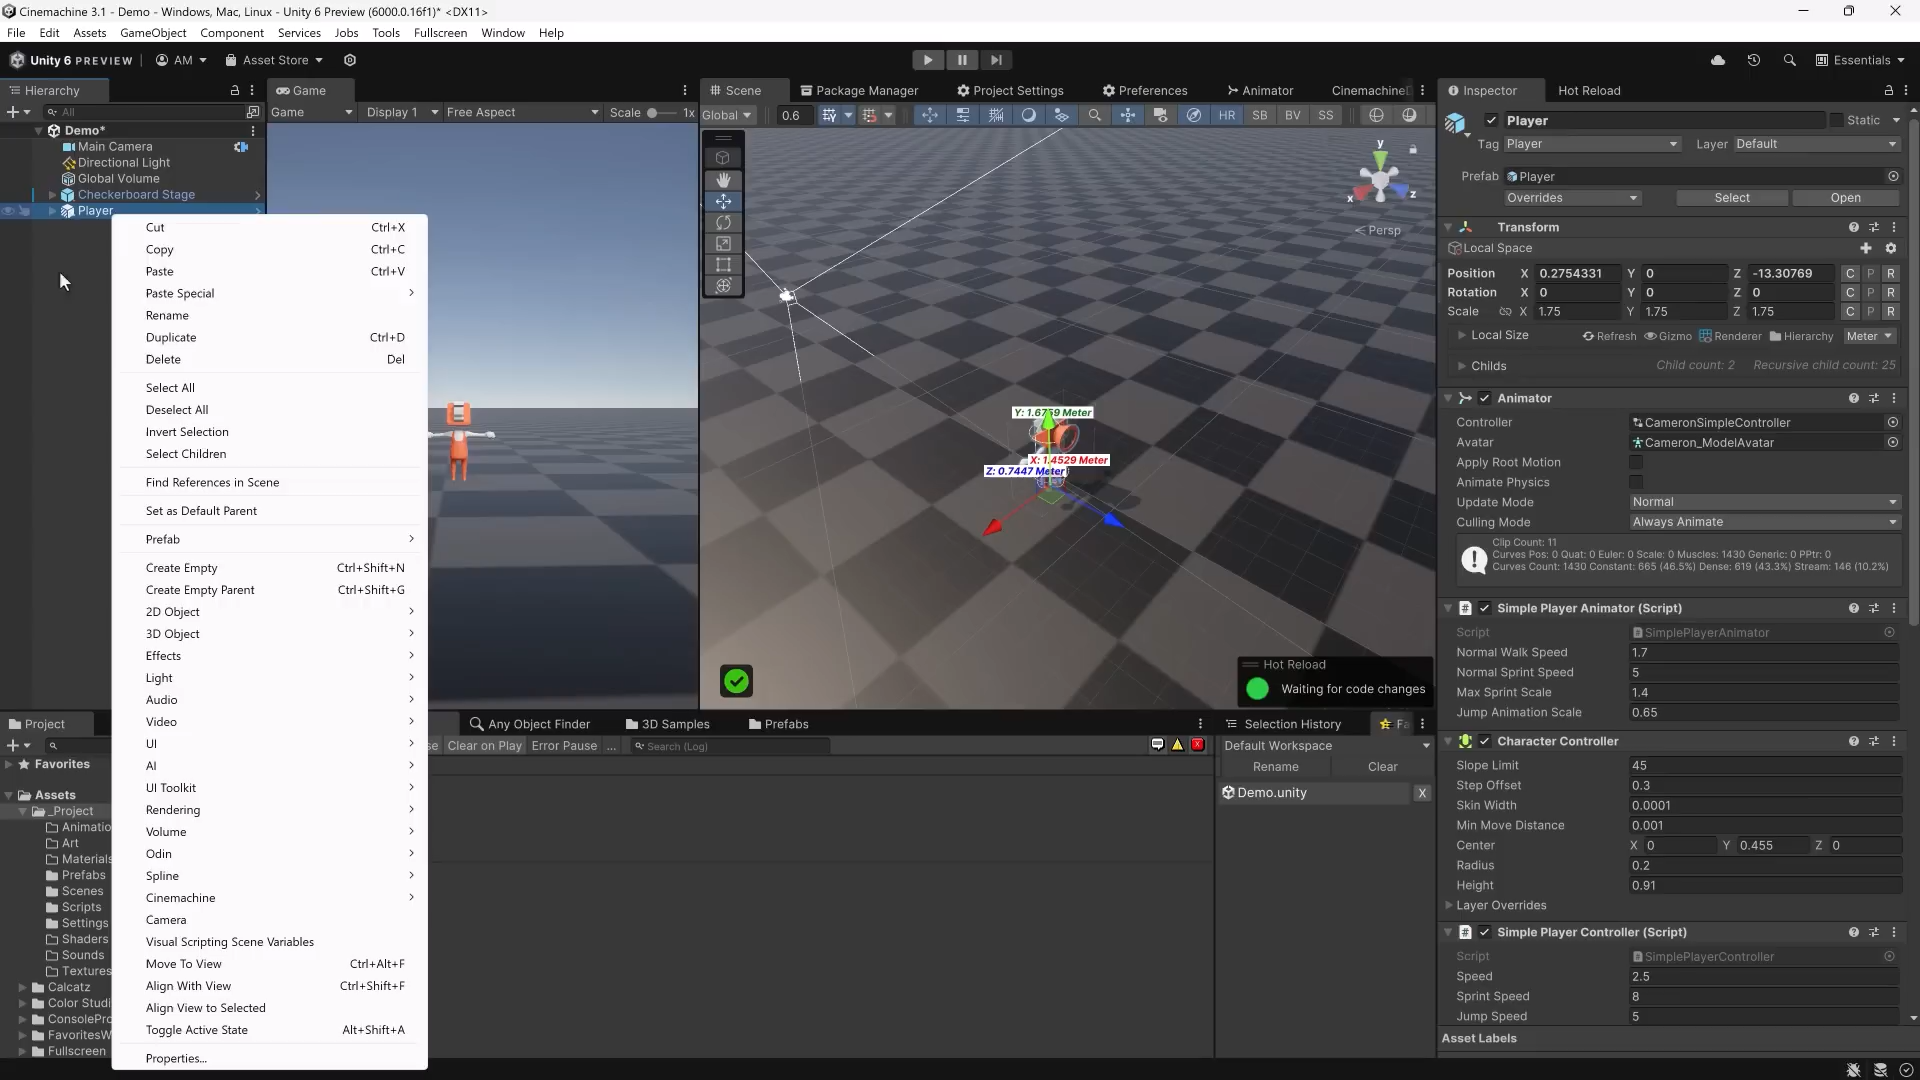 Cinemachine 3.1 - Demo - Windows, Mac, Linux - Unity 6 Preview (6000.0.16f1)* <DX11>
File Edit Assets GameObject Component Services Jobs Tools Fullscreen Window Help
Unity 6 PREVIEW AM Asset Store Essentials
Hierarchy
All
Demo*
Main Camera
Directional Light
Global Volume
Checkerboard Stage
Player
Game
Game Display 1 Free Aspect Scale 1x
Cut Ctrl+X
Copy Ctrl+C
Paste Ctrl+V
Paste Special
Rename
Duplicate Ctrl+D
Delete Del
Select All
Deselect All
Invert Selection
Select Children
Find References in Scene
Set as Default Parent
Prefab
Create Empty Ctrl+Shift+N
Create Empty Parent Ctrl+Shift+G
2D Object
3D Object
Effects
Light
Audio
Video
UI
AI
UI Toolkit
Rendering
Volume
Odin
Spline
Cinemachine
Camera
Visual Scripting Scene Variables
Move To View Ctrl+Alt+F
Align With View Ctrl+Shift+F
Align View to Selected
Toggle Active State Alt+Shift+A
Properties...
Scene Package Manager Project Settings Preferences Animator Cinemachine
Global 0.6 HR SB BV SS
y
x z
Persp
Y: 1.6759 Meter
X: 1.4529 Meter
Z: 0.7447 Meter
Hot Reload
Waiting for code changes
Project
Favorites
Assets
_Project
Animatio
Art
Materials
Prefabs
Scenes
Scripts
Settings
Shaders
Sounds
Textures
Calcatz
Color Studi
ConsolePro
FavoritesW
Fullscreen
Any Object Finder 3D Samples Prefabs
se Clear on Play Error Pause ... Search (Log)
Selection History Fa
Default Workspace
Rename Clear
Demo.unity X
Inspector Hot Reload
Player Static
Tag Player Layer Default
Prefab Player
Overrides Select Open
Transform
Local Space
Position X 0.2754331 Y 0 Z -13.30769 C P R
Rotation X 0 Y 0 Z 0 C P R
Scale X 1.75 Y 1.75 Z 1.75 C P R
Local Size Refresh Gizmo Renderer Hierarchy Meter
Childs Child count: 2 Recursive child count: 25
Animator
Controller CameronSimpleController
Avatar Cameron_ModelAvatar
Apply Root Motion
Animate Physics
Update Mode Normal
Culling Mode Always Animate
Clip Count: 11
Curves Pos: 0 Quat: 0 Euler: 0 Scale: 0 Muscles: 1430 Generic: 0 PPtr: 0
Curves Count: 1430 Constant: 665 (46.5%) Dense: 619 (43.3%) Stream: 146 (10.2%)
Simple Player Animator (Script)
Script SimplePlayerAnimator
Normal Walk Speed 1.7
Normal Sprint Speed 5
Max Sprint Scale 1.4
Jump Animation Scale 0.65
Character Controller
Slope Limit 45
Step Offset 0.3
Skin Width 0.0001
Min Move Distance 0.001
Center X 0 Y 0.455 Z 0
Radius 0.2
Height 0.91
Layer Overrides
Simple Player Controller (Script)
Script SimplePlayerController
Speed 2.5
Sprint Speed 8
Jump Speed 5
Asset Labels